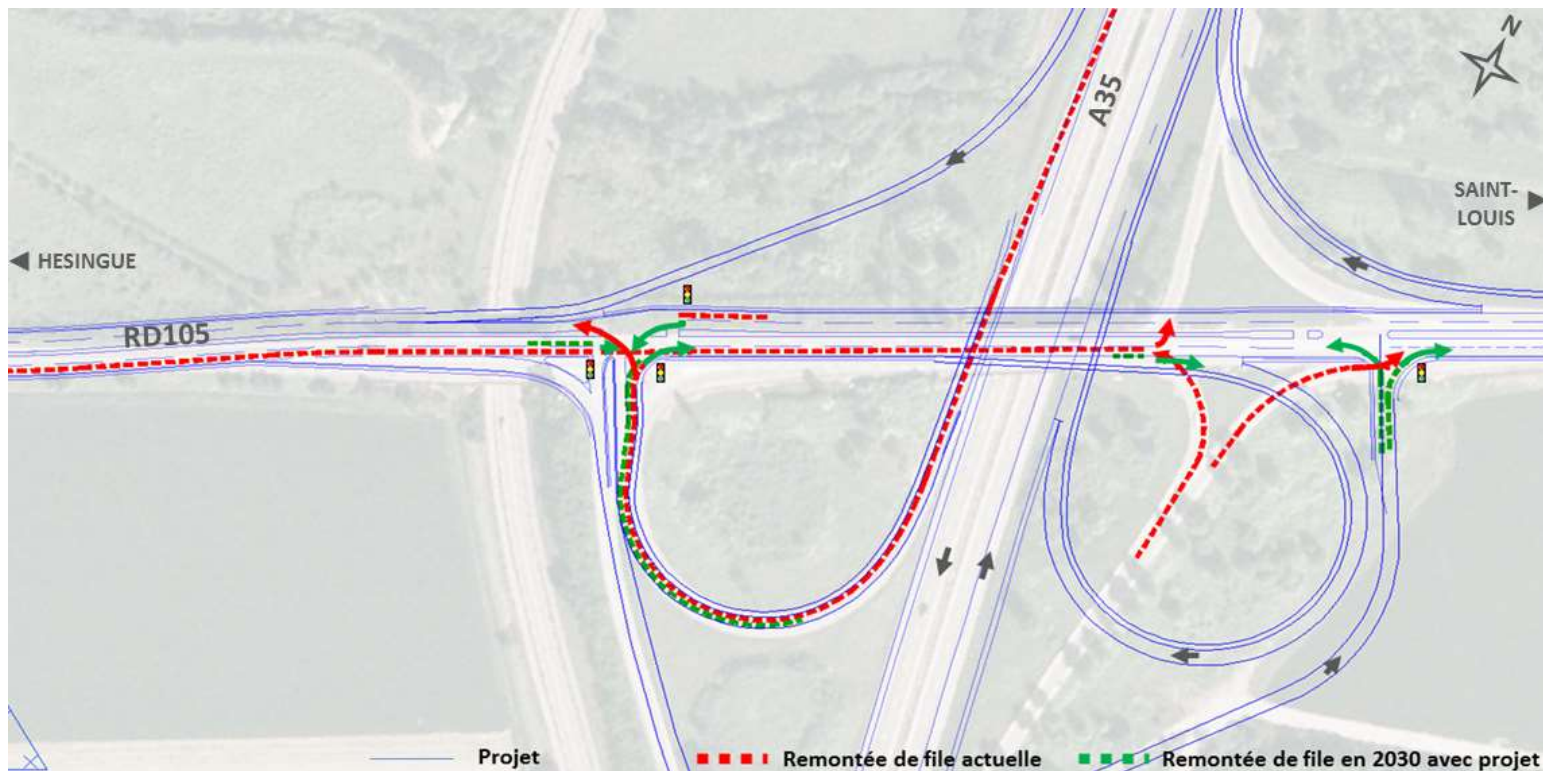 N
A35
SAINT-
LOUIS
HESINGUE
RD105
Projet
Remontée de file actuelle
Remontée de file en 2030 avec projet